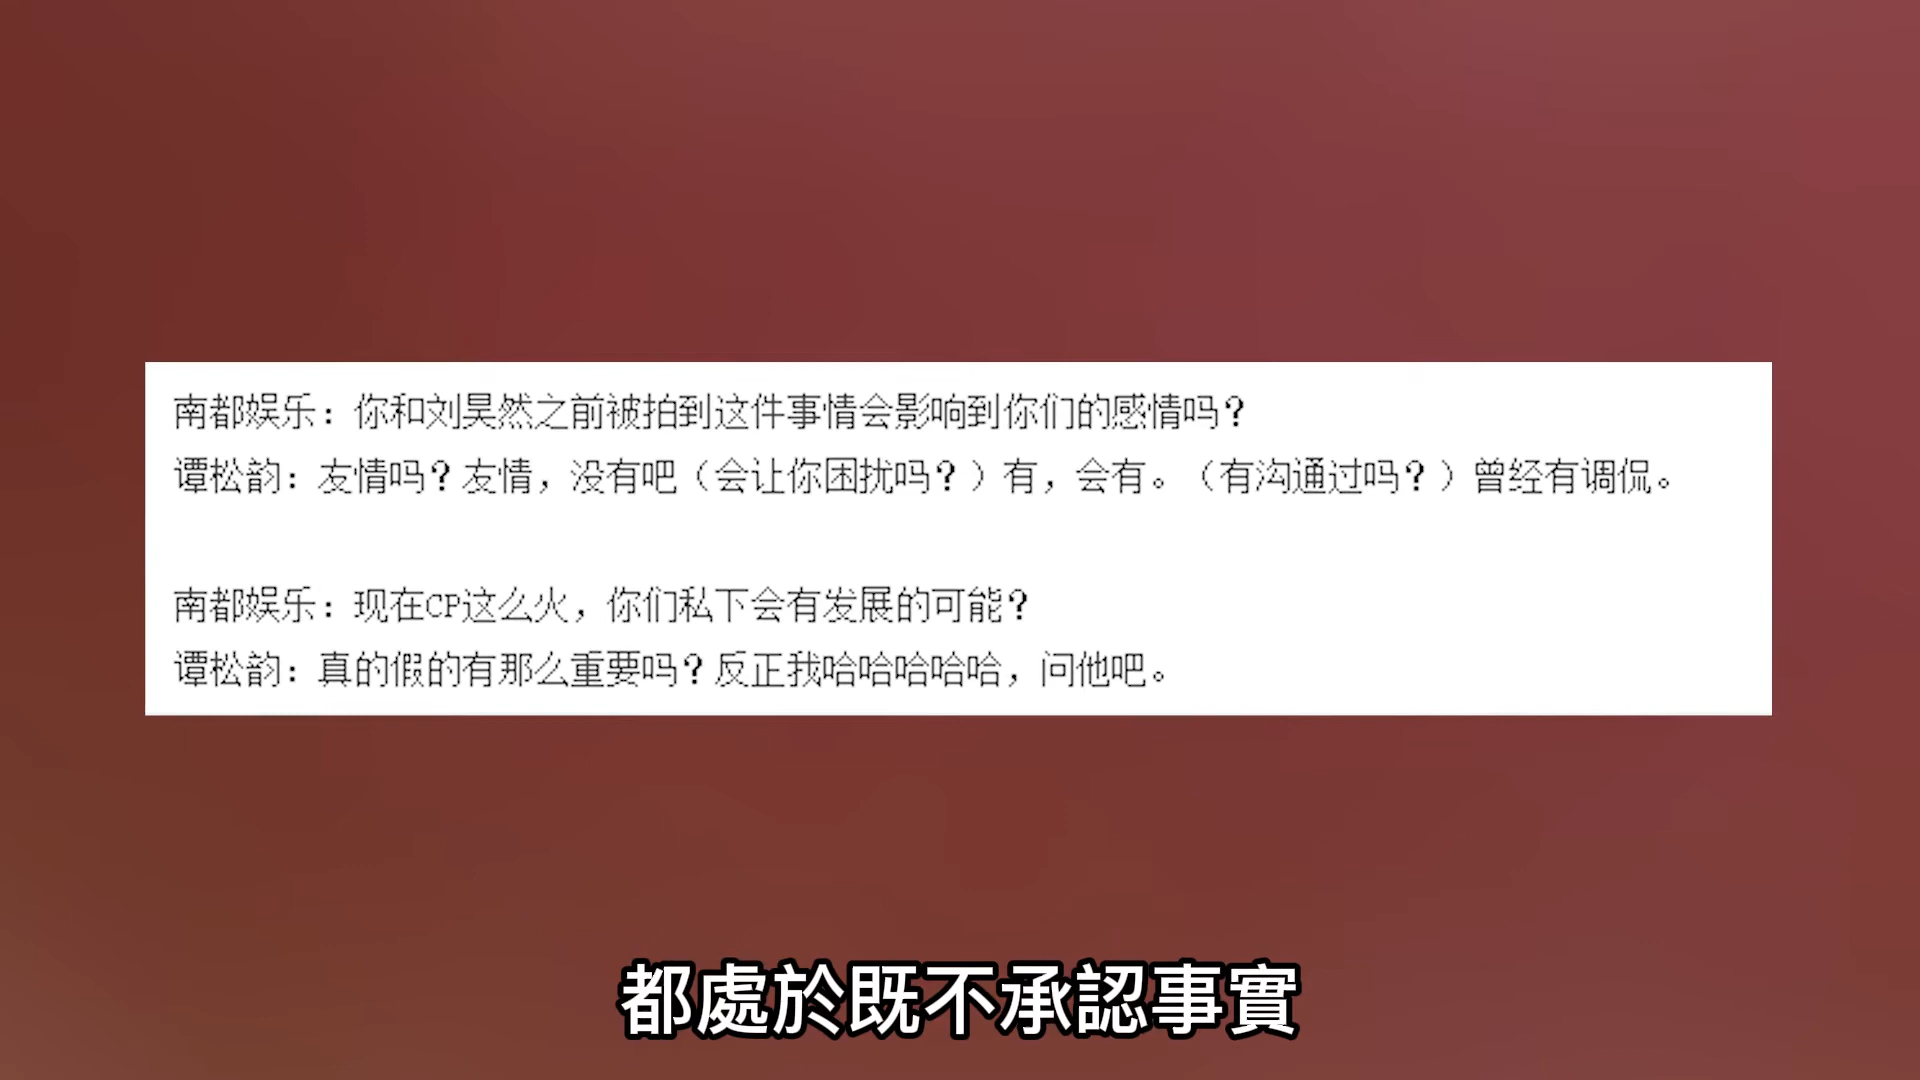 南都娱乐：你和刘昊然之前被拍到这件事情会影响到你们的感情吗？
谭松韵：友情吗？友情，没有吧（会让你困扰吗？）有，会有。（有沟通过吗？）曾经有调侃。
南都娱乐：现在CP这么火，你们私下会有发展的可能？
谭松韵：真的假的有那么重要吗？反正我哈哈哈哈哈，问他吧。
都處於既不承認事實